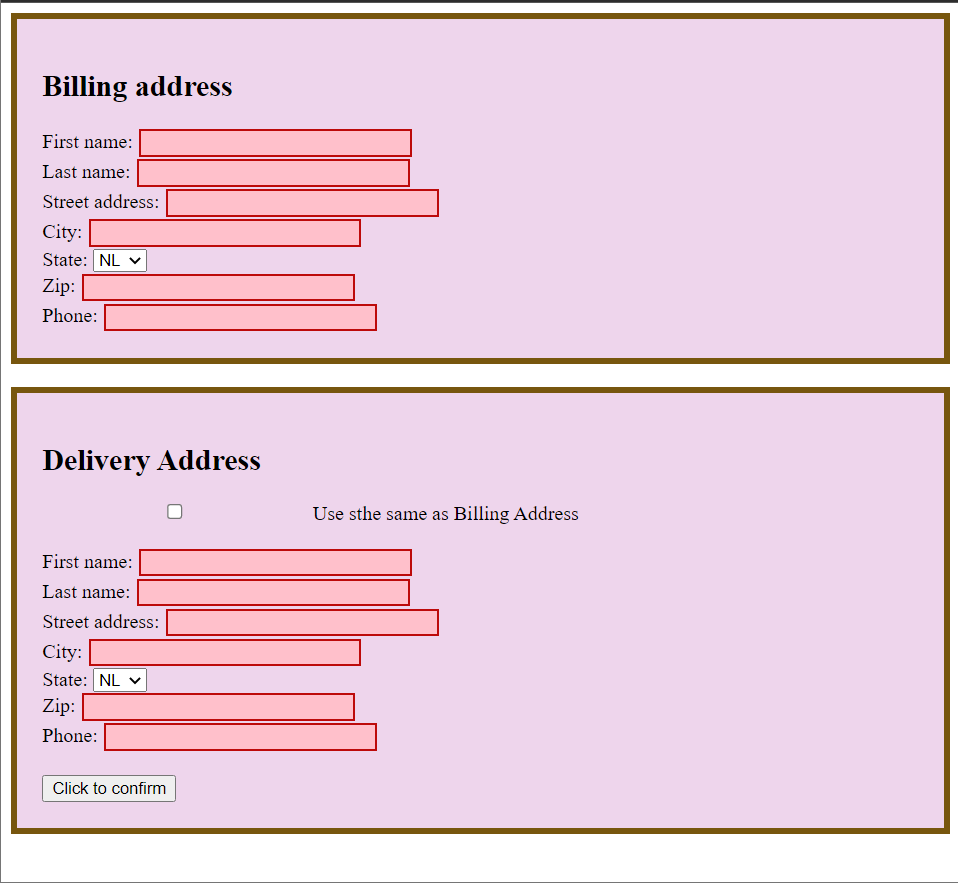 Billing address
First name:
Last name:
Street address:
City:
State: NL
Zip:
Phone:
Delivery Address
Use sthe same as Billing Address
First name:
Last name:
Street address:
City:
State: NL
Zip:
Phone:
Click to confirm